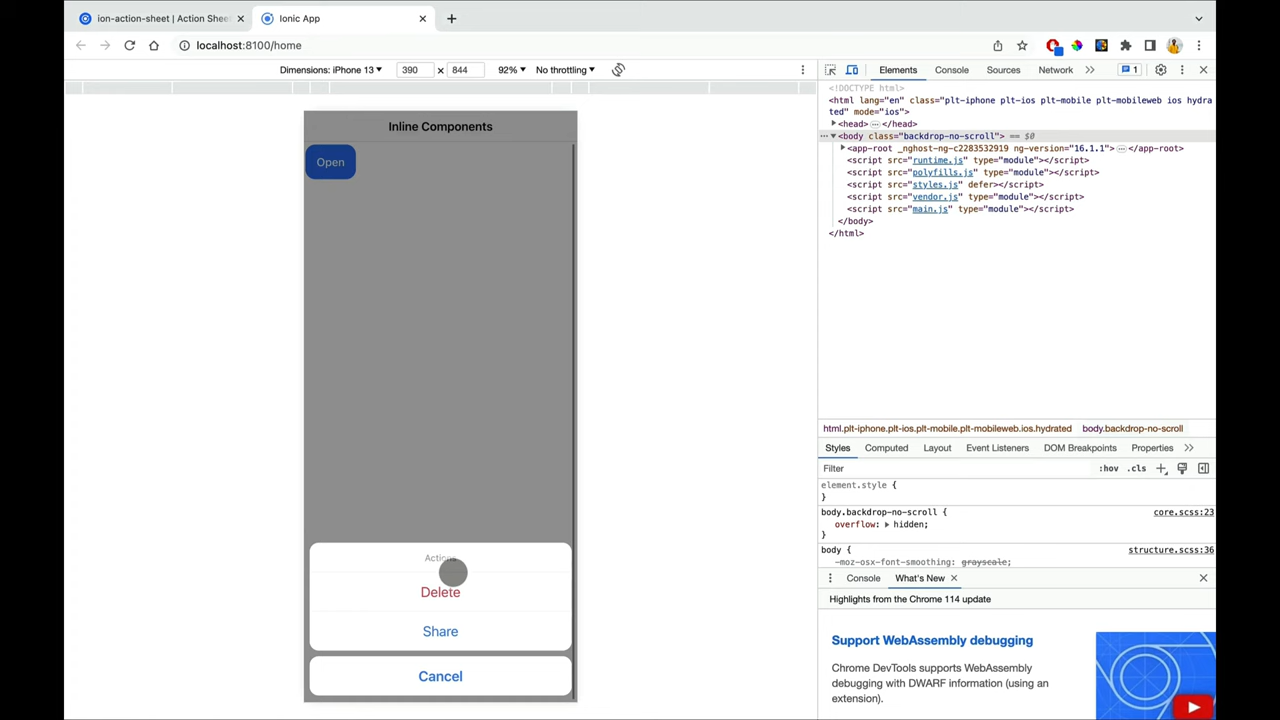 ion-action-sheet | Action Shee
Ionic App
localhost:8100/home
Dimensions: iPhone 13 ▾ 390 × 844 92% ▾ No throttling ▾
Elements Console Sources Network » 1
Inline Components
Open
Actions
Delete
Share
Cancel
<!DOCTYPE html>
<html lang="en" class="plt-iphone plt-ios plt-mobile plt-mobileweb ios hydra
ted" mode="ios">
<head>…</head>
<body class="backdrop-no-scroll"> == $0
<app-root _nghost-ng-c2283532919 ng-version="16.1.1">…</app-root>
<script src="runtime.js" type="module"></script>
<script src="polyfills.js" type="module"></script>
<script src="styles.js" defer></script>
<script src="vendor.js" type="module"></script>
<script src="main.js" type="module"></script>
</body>
</html>
html.plt-iphone.plt-ios.plt-mobile.plt-mobileweb.ios.hydrated body.backdrop-no-scroll
Styles Computed Layout Event Listeners DOM Breakpoints Properties »
Filter :hov .cls
element.style {
}
body.backdrop-no-scroll { core.scss:23
overflow: ▸ hidden;
}
body { structure.scss:36
-moz-osx-font-smoothing: grayscale;
Console What's New
Highlights from the Chrome 114 update
Support WebAssembly debugging
Chrome DevTools supports WebAssembly
debugging with DWARF information (using an
extension).